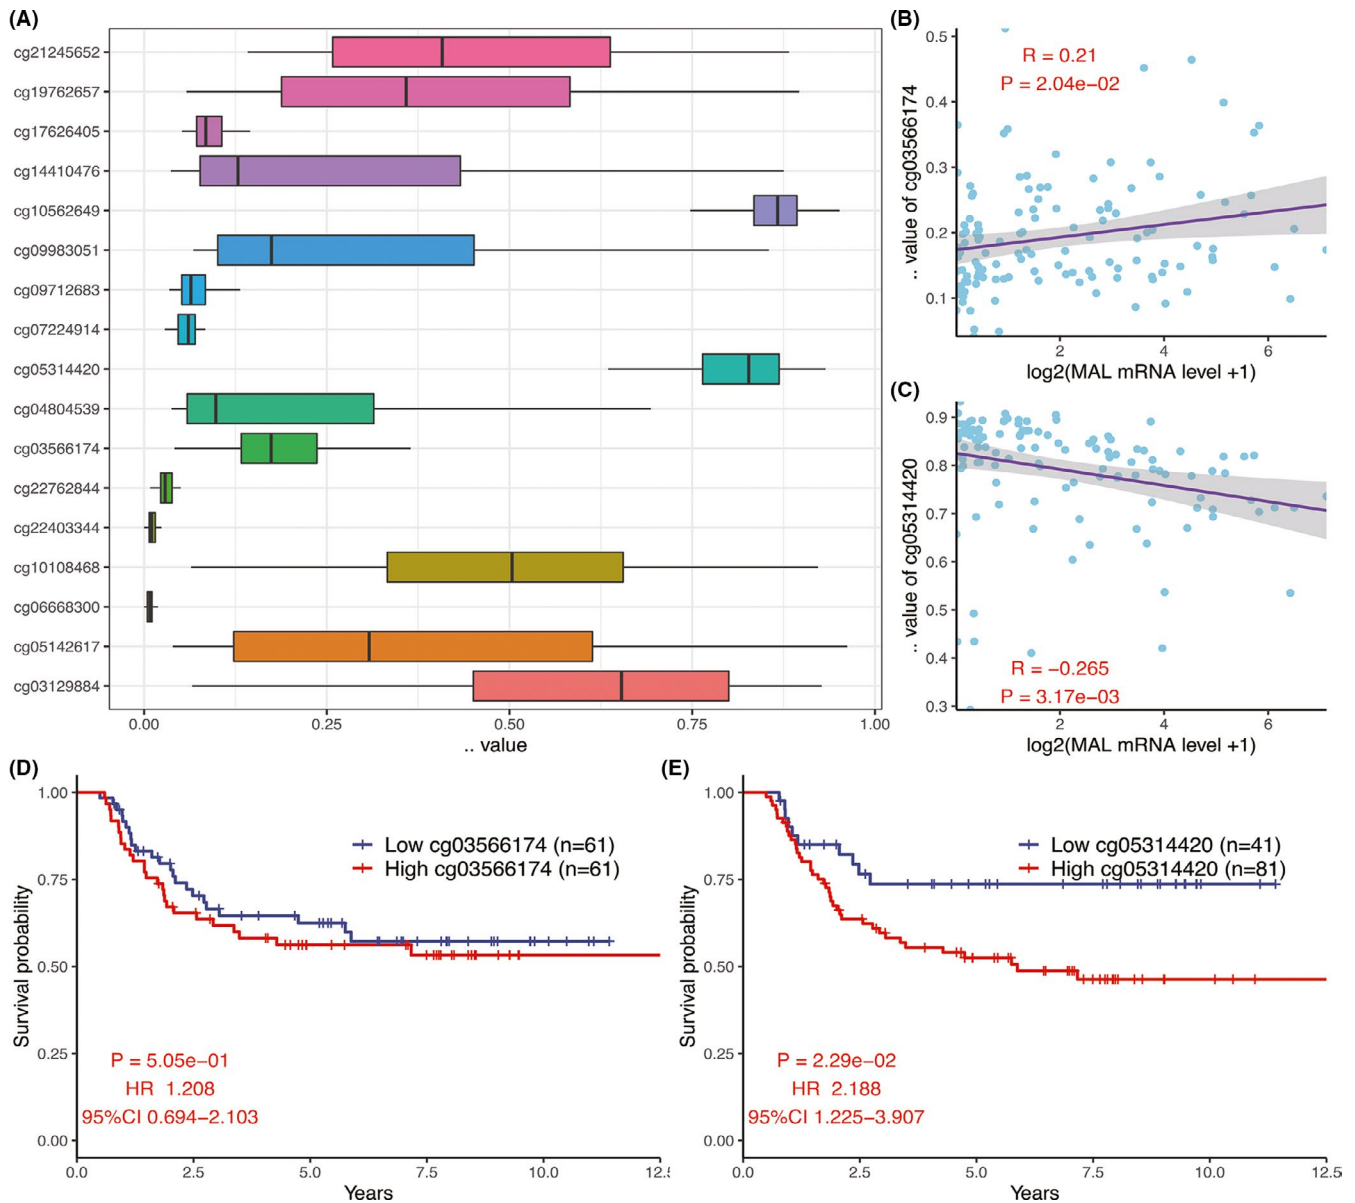 (A)
cg21245652
cg19762657
cg17626405
cg14410476
cg10562649
cg09983051
cg09712683
cg07224914
cg05314420
cg04804539
cg03566174
cg22762844
cg22403344
cg10108468
cg06668300
cg05142617
cg03129884
0.00 0.25 0.50 0.75 1.00
.. value
(B)
.. value of cg03566174
0.5
0.4
0.3
0.2
0.1
R = 0.21
P = 2.04e−02
2 4 6
log2(MAL mRNA level +1)
(C)
.. value of cg05314420
0.9
0.8
0.7
0.6
0.5
0.4
0.3
R = −0.265
P = 3.17e−03
2 4 6
log2(MAL mRNA level +1)
(D)
Survival probability
1.00
0.75
0.50
0.25
0.00
Low cg03566174 (n=61)
High cg03566174 (n=61)
P = 5.05e−01
HR 1.208
95%CI 0.694−2.103
0.0 2.5 5.0 7.5 10.0 12.5
Years
(E)
Survival probability
1.00
0.75
0.50
0.25
0.00
Low cg05314420 (n=41)
High cg05314420 (n=81)
P = 2.29e−02
HR 2.188
95%CI 1.225−3.907
0.0 2.5 5.0 7.5 10.0 12.5
Years